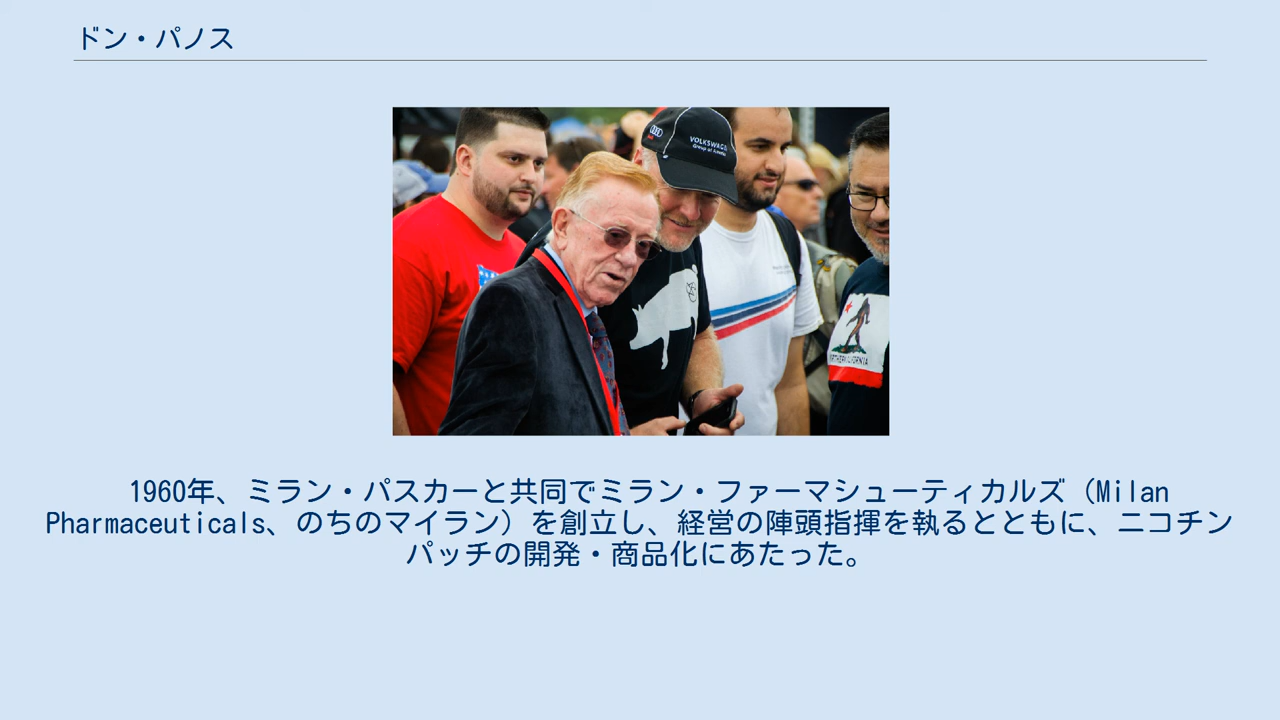 ドン・パノス
VOLKSWAGEN
Group of America
1960年、ミラン・パスカーと共同でミラン・ファーマシューティカルズ（Milan
Pharmaceuticals、のちのマイラン）を創立し、経営の陣頭指揮を執るとともに、ニコチン
パッチの開発・商品化にあたった。